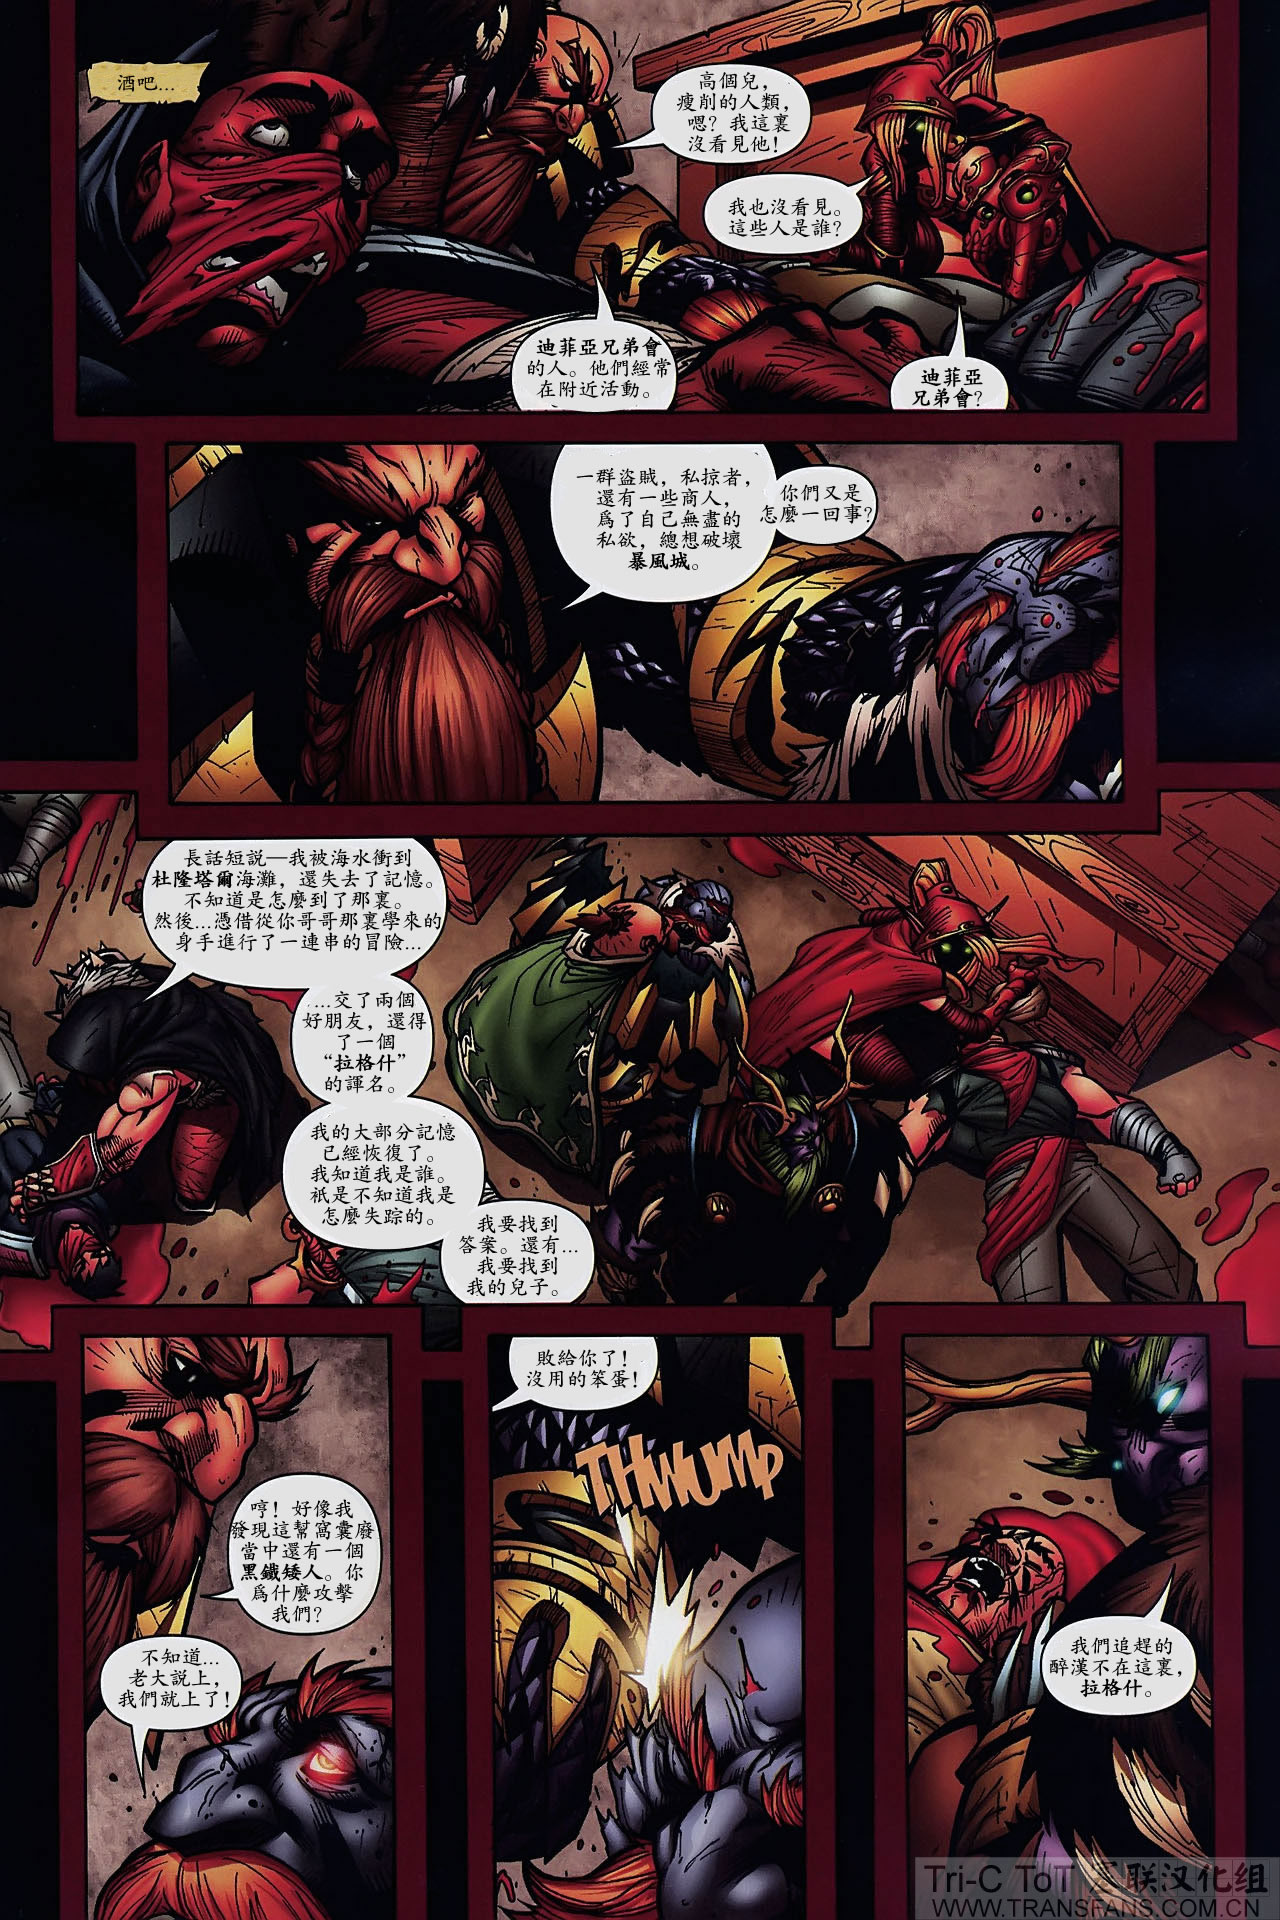 酒吧…
高個兒，
瘦削的人類，
嗯？我這裏
沒看見他！
我也沒看見。
這些人是誰？
迪菲亞兄弟會
的人。他們經常
在附近活動。
迪菲亞
兄弟會？
一群盜賊，私掠者，
還有一些商人，
爲了自己無盡的
私欲，總想破壞
暴風城。
你們又是
怎麼一回事？
長話短說—我被海水衝到
杜隆塔爾海灘，還失去了記憶。
不知道是怎麼到了那裏。
然後…憑借從你哥哥那裏學來的
身手進行了一連串的冒險…
…交了兩個
好朋友，還得
了一個
“拉格什”
的諢名。
我的大部分記憶
已經恢復了。
我知道我是誰。
祇是不知道我是
怎麼失踪的。
我要找到
答案。還有…
我要找到
我的兒子。
哼！好像我
發現這幫窩囊廢
當中還有一個
黑鐵矮人。你
爲什麼攻擊
我們？
不知道…
老大説上，
我們就上了！
敗給你了！
沒用的笨蛋！
THWUMP
我們追趕的
醉漢不在這裏，
拉格什。
Tri-C ToT 塞联汉化组
WWW.TRANSFANS.COM.CN